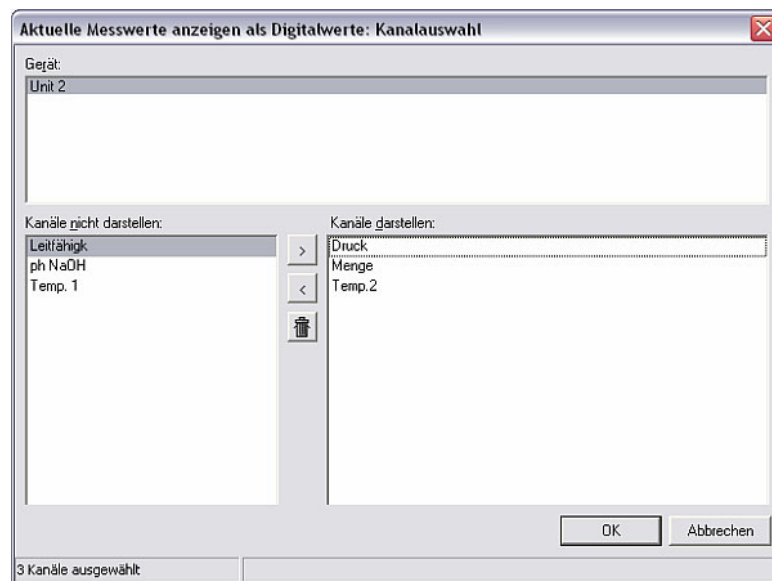 Aktuelle Messwerte anzeigen als Digitalwerte: Kanalauswahl
Gerät:
Unit 2
Kanäle nicht darstellen:
Leitfähigk
ph NaOH
Temp. 1
>
<
Kanäle darstellen:
Druck
Menge
Temp.2
OK
Abbrechen
3 Kanäle ausgewählt